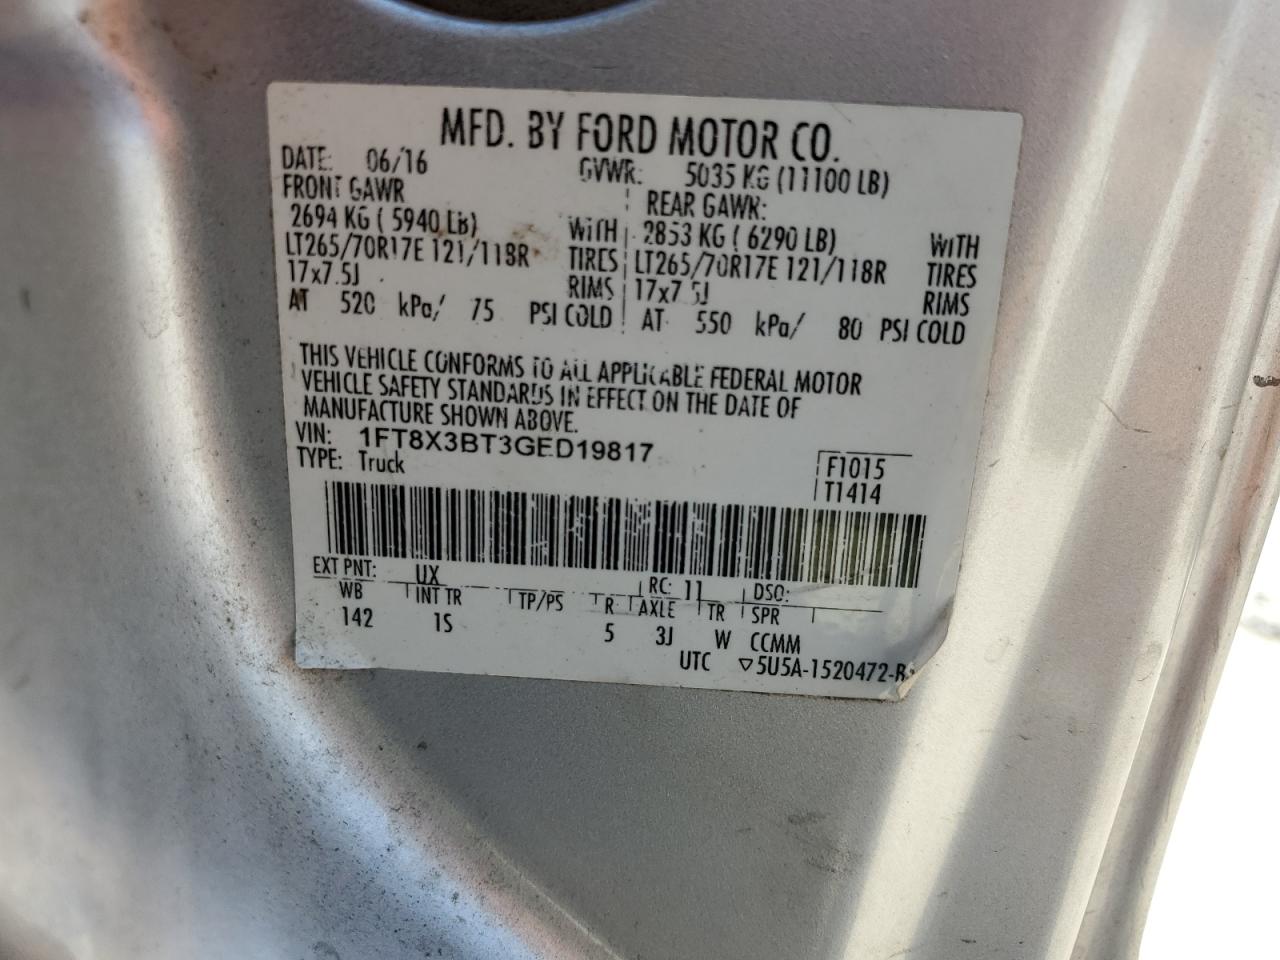 MFD. BY FORD MOTOR CO.
DATE: 06/16 GVWR: 5035 KG (11100 LB)
FRONT GAWR REAR GAWR:
2694 KG ( 5940 LB) WITH 2853 KG ( 6290 LB) WITH
LT265/70R17E 121/118R TIRES LT265/70R17E 121/118R TIRES
17x7.5J RIMS 17x7.5J RIMS
AT 520 kPa/ 75 PSI COLD AT 550 kPa/ 80 PSI COLD
THIS VEHICLE CONFORMS TO ALL APPLICABLE FEDERAL MOTOR
VEHICLE SAFETY STANDARDS IN EFFECT ON THE DATE OF
MANUFACTURE SHOWN ABOVE.
VIN: 1FT8X3BT3GED19817
TYPE: Truck
F1015
T1414
EXT PNT: UX RC: 11 DSO:
WB INT TR TP/PS R AXLE TR SPR
142 1S 5 3J W CCMM
UTC ▽5U5A-1520472-